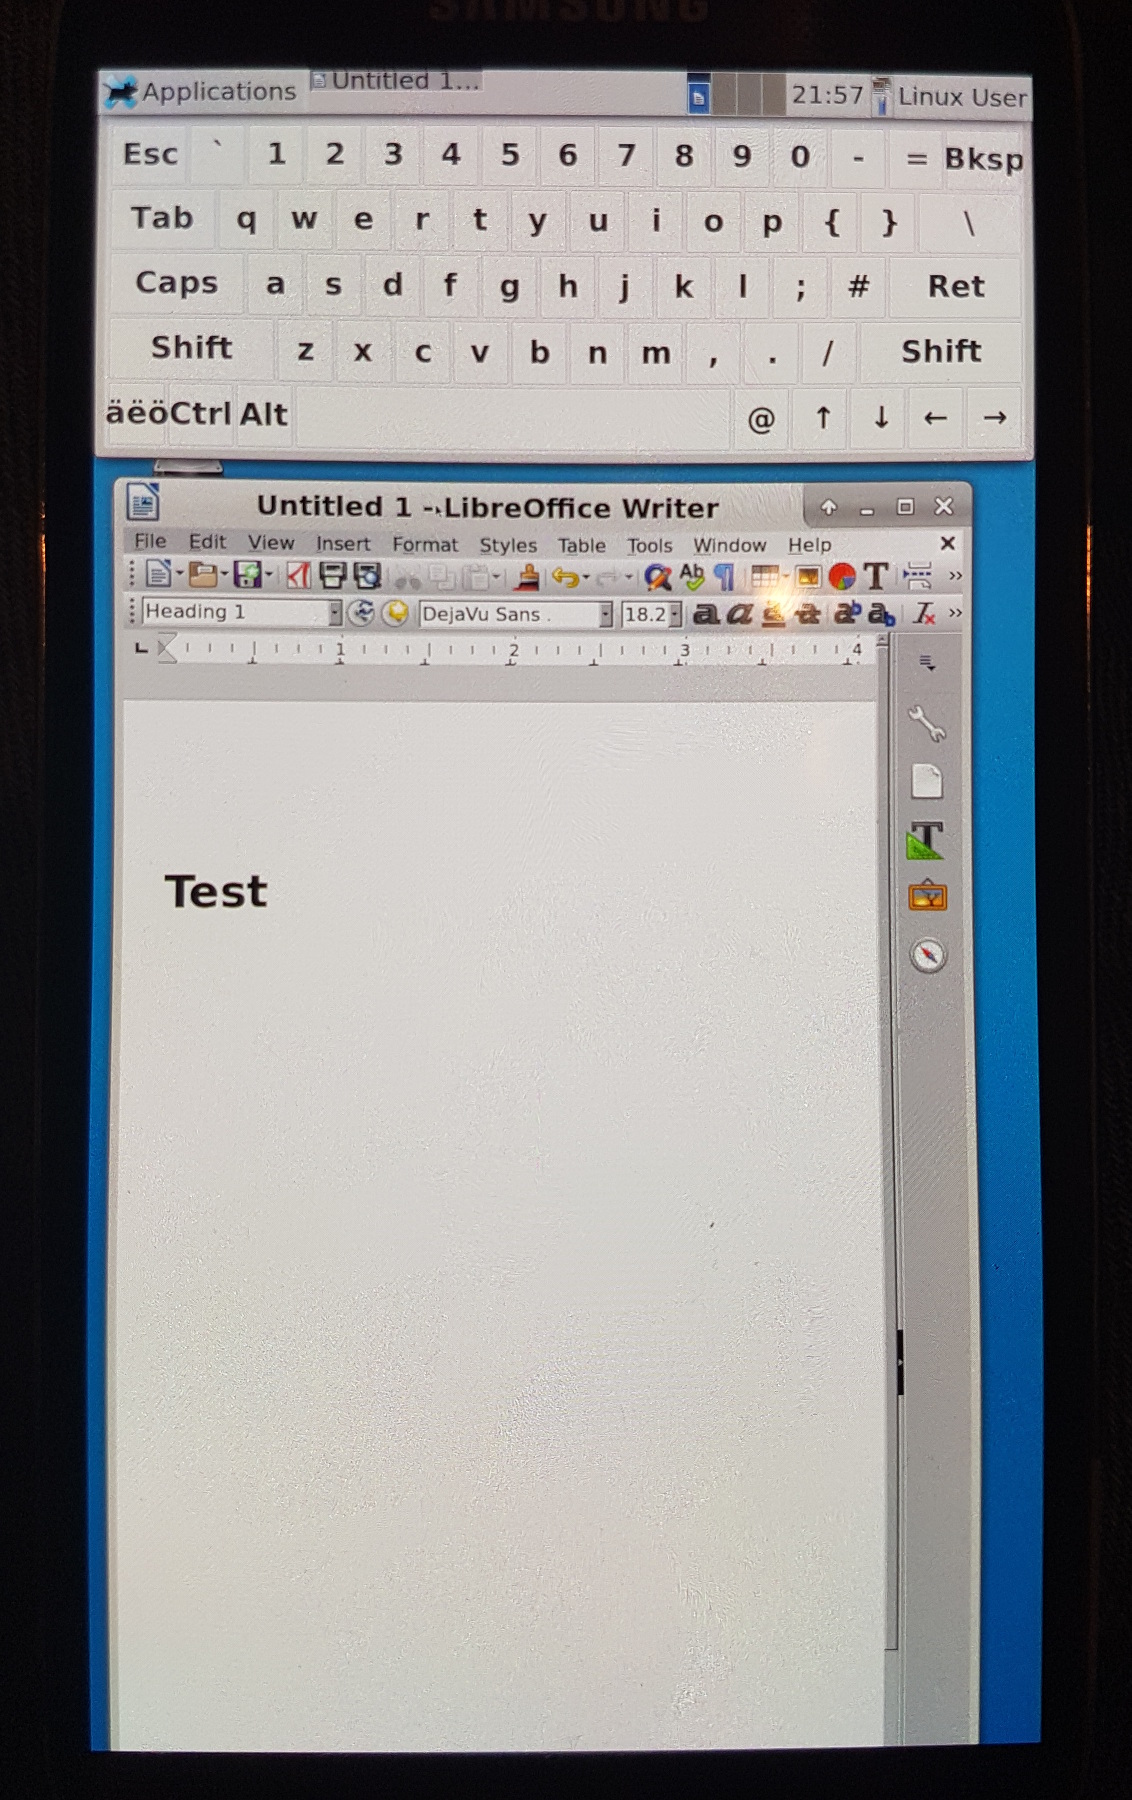 SAMSUNG
Applications Untitled 1... 21:57 Linux User
Esc ` 1 2 3 4 5 6 7 8 9 0 - = Bksp
Tab q w e r t y u i o p { } \
Caps a s d f g h j k l ; # Ret
Shift z x c v b n m , . / Shift
äëö Ctrl Alt @ ↑ ↓ ← →
Untitled 1 - LibreOffice Writer
File Edit View Insert Format Styles Table Tools Window Help
Heading 1 DejaVu Sans . 18.2
1 2 3 4
Test